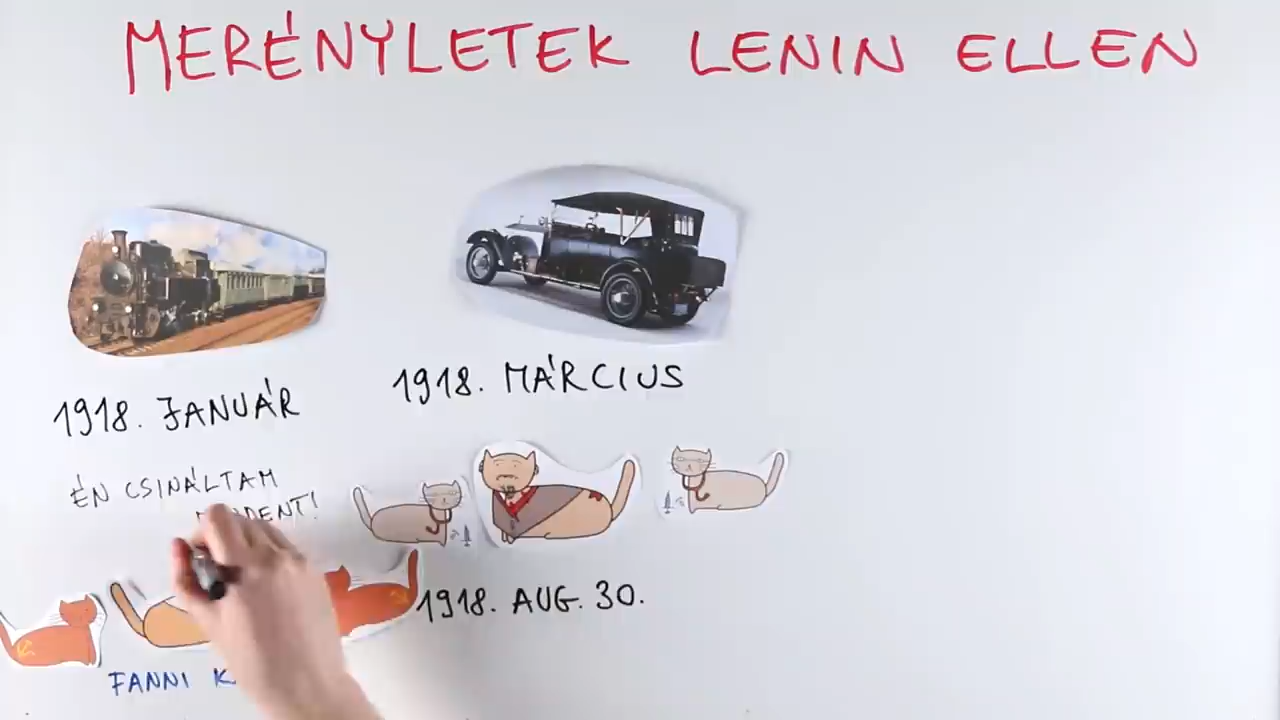 MERÉNYLETEK LENIN ELLEN
1918. JANUÁR
1918. MÁRCIUS
ÉN CSINÁLTAM
1918. AUG. 30.
FANNI